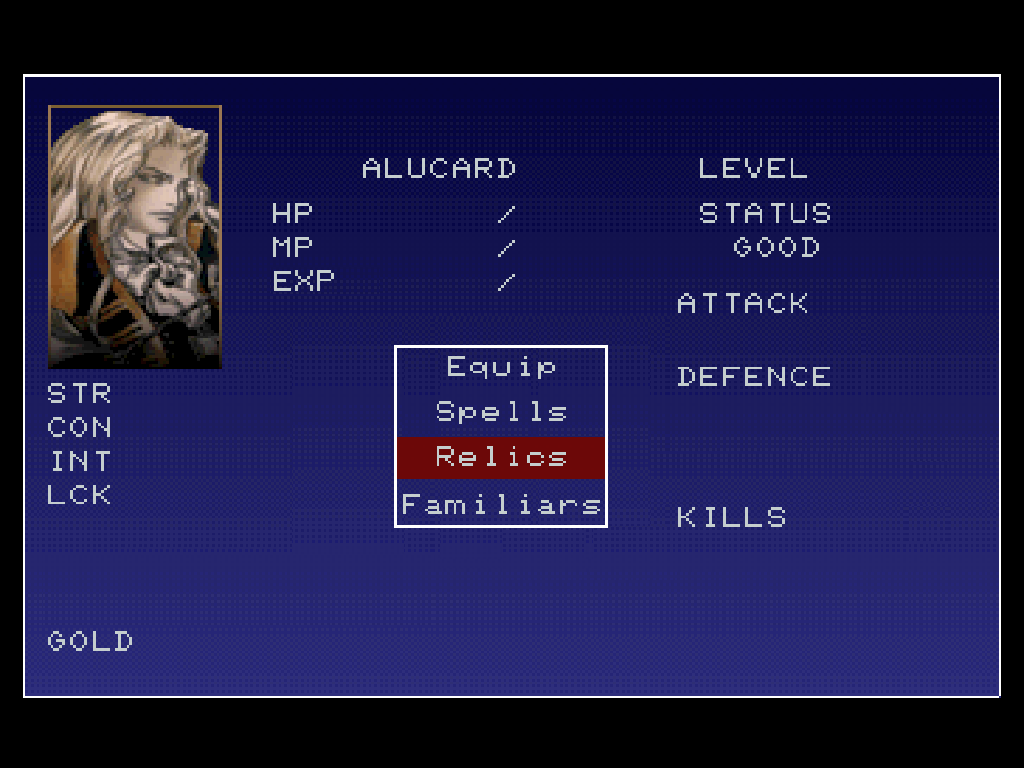 ALUCARD LEVEL
HP / STATUS
MP / GOOD
EXP /
ATTACK
Equip
DEFENCE
STR
Spells
CON
Relics
INT
LCK
Familiars
KILLS
GOLD